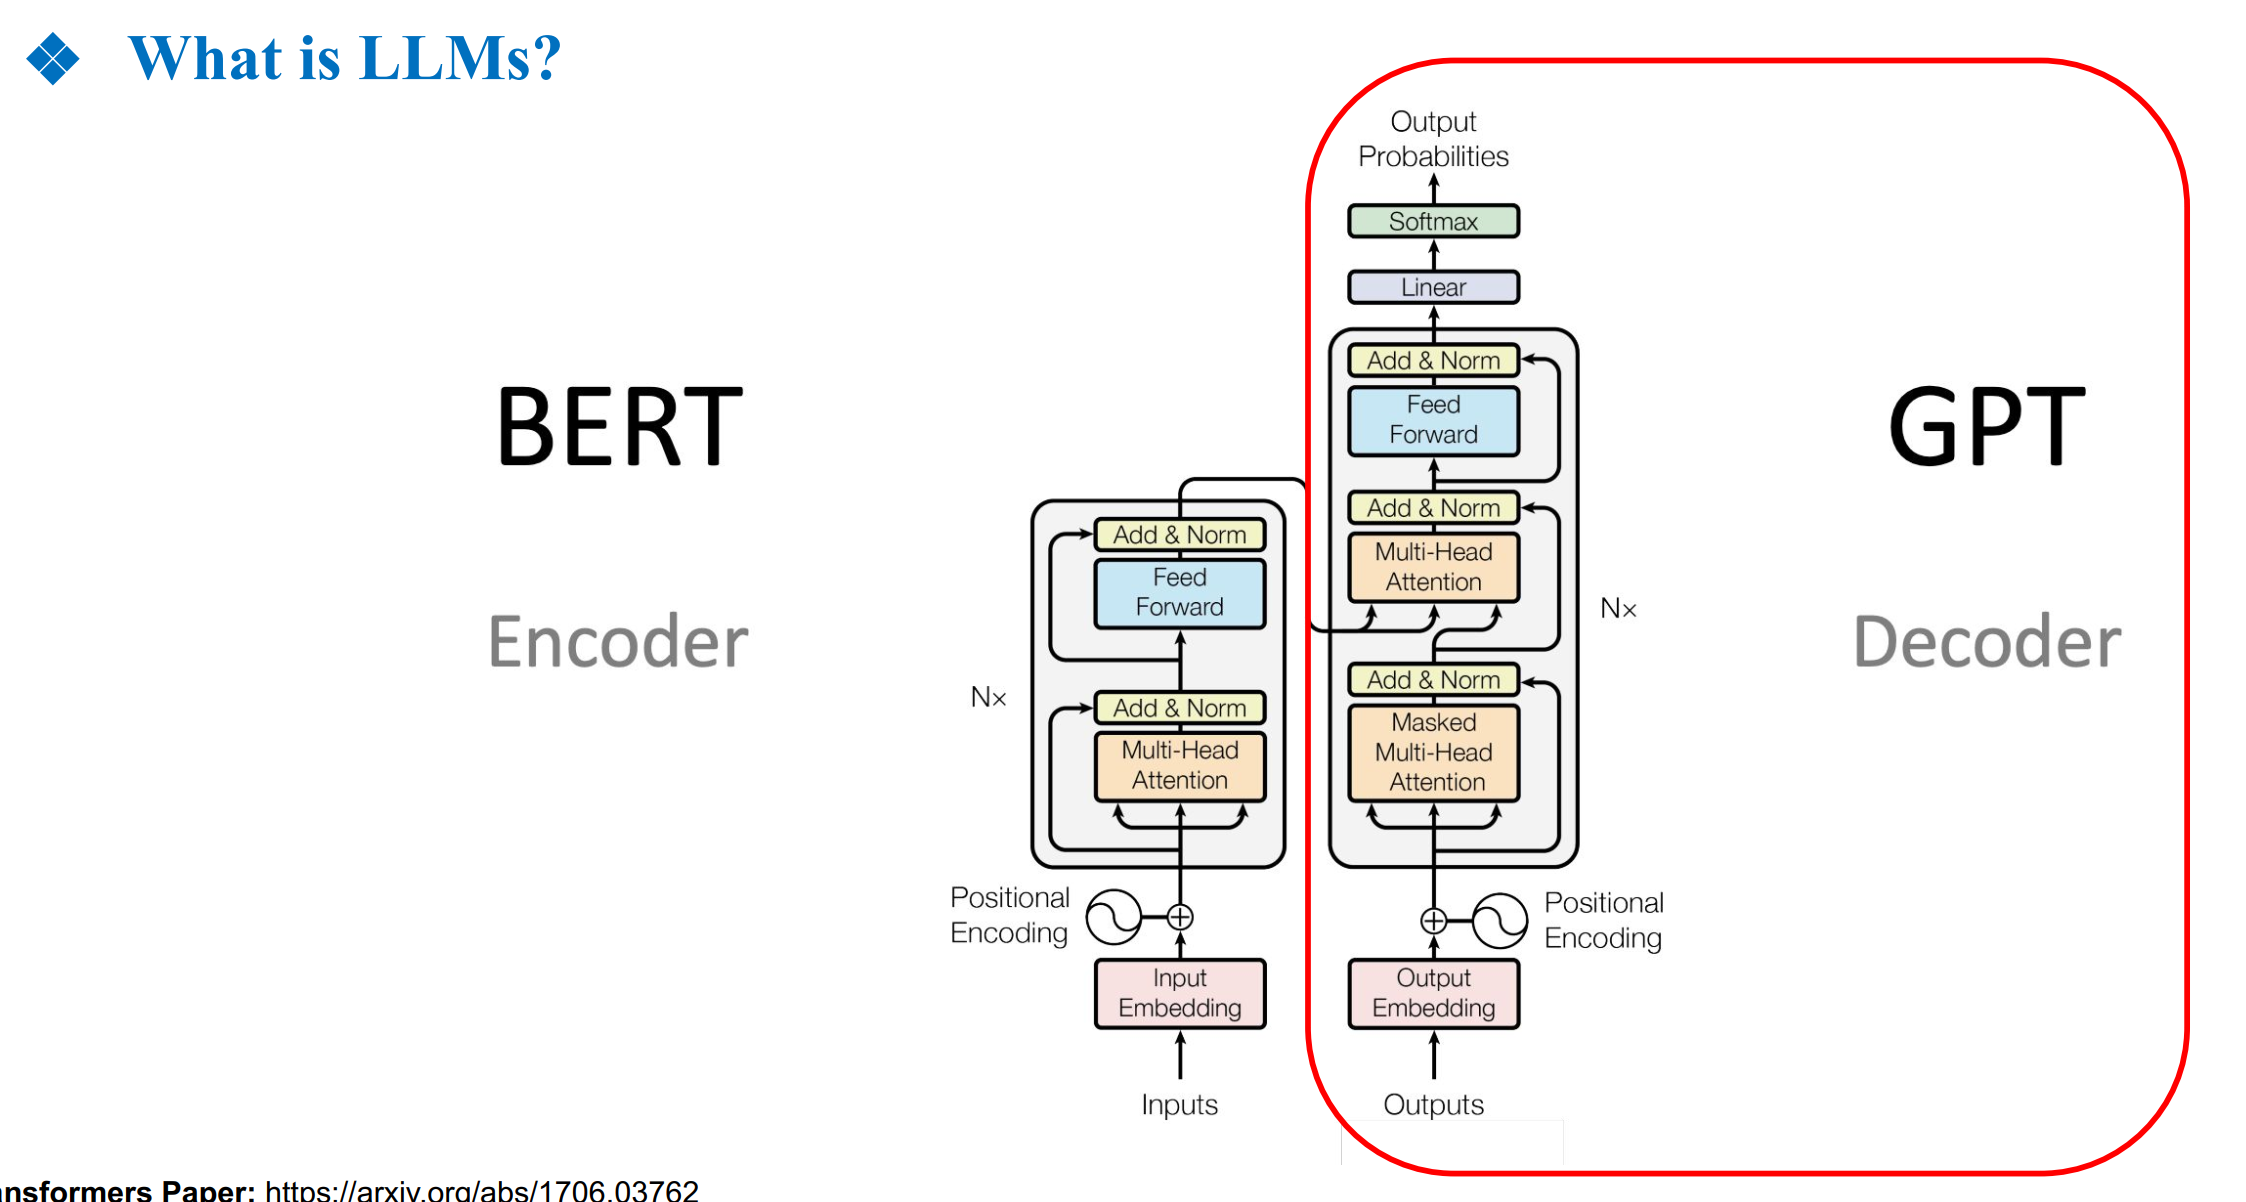 What is LLMs?
BERT
Encoder
Output
Probabilities
Softmax
Linear
Add & Norm
Feed
Forward
Add & Norm
Multi-Head
Attention
Nx
Add & Norm
Masked
Multi-Head
Attention
Positional
Encoding
Output
Embedding
Outputs
Add & Norm
Feed
Forward
Nx
Add & Norm
Multi-Head
Attention
Positional
Encoding
Input
Embedding
Inputs
GPT
Decoder
ansformers Paper: https://arxiv.org/abs/1706.03762